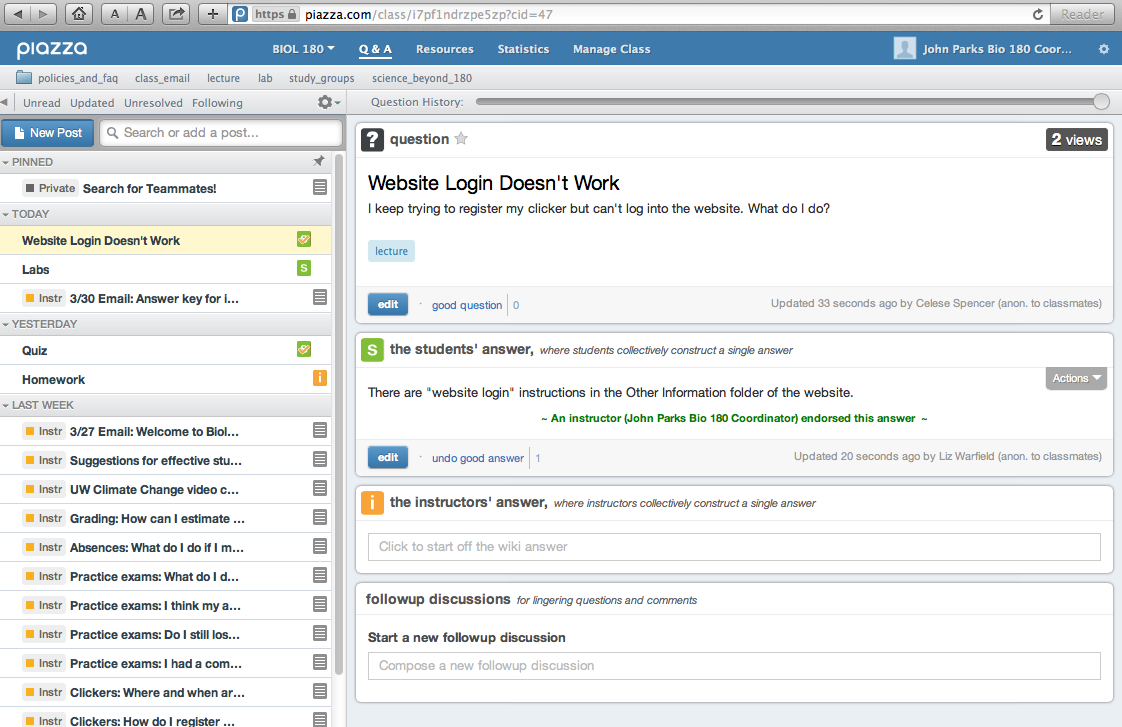 A A
+
P https piazza.com/class/i7pf1ndrzpe5zp?cid=47 Reader
piazza BIOL 180 Q & A Resources Statistics Manage Class John Parks Bio 180 Coor...
policies_and_faq class_email lecture lab study_groups science_beyond_180
Unread Updated Unresolved Following
Question History:
New Post Search or add a post...
PINNED
Private Search for Teammates!
TODAY
Website Login Doesn't Work
Labs S
Instr 3/30 Email: Answer key for i...
YESTERDAY
Quiz
Homework i
LAST WEEK
Instr 3/27 Email: Welcome to Biol...
Instr Suggestions for effective stu...
Instr UW Climate Change video c...
Instr Grading: How can I estimate ...
Instr Absences: What do I do if I m...
Instr Practice exams: What do I d...
Instr Practice exams: I think my a...
Instr Practice exams: Do I still los...
Instr Practice exams: I had a com...
Instr Clickers: Where and when ar...
Instr Clickers: How do I register ...
? question 2 views
Website Login Doesn't Work
I keep trying to register my clicker but can't log into the website. What do I do?
lecture
edit · good question 0 Updated 33 seconds ago by Celese Spencer (anon. to classmates)
S the students' answer, where students collectively construct a single answer
Actions
There are "website login" instructions in the Other Information folder of the website.
~ An instructor (John Parks Bio 180 Coordinator) endorsed this answer ~
edit · undo good answer 1 Updated 20 seconds ago by Liz Warfield (anon. to classmates)
i the instructors' answer, where instructors collectively construct a single answer
Click to start off the wiki answer
followup discussions for lingering questions and comments
Start a new followup discussion
Compose a new followup discussion